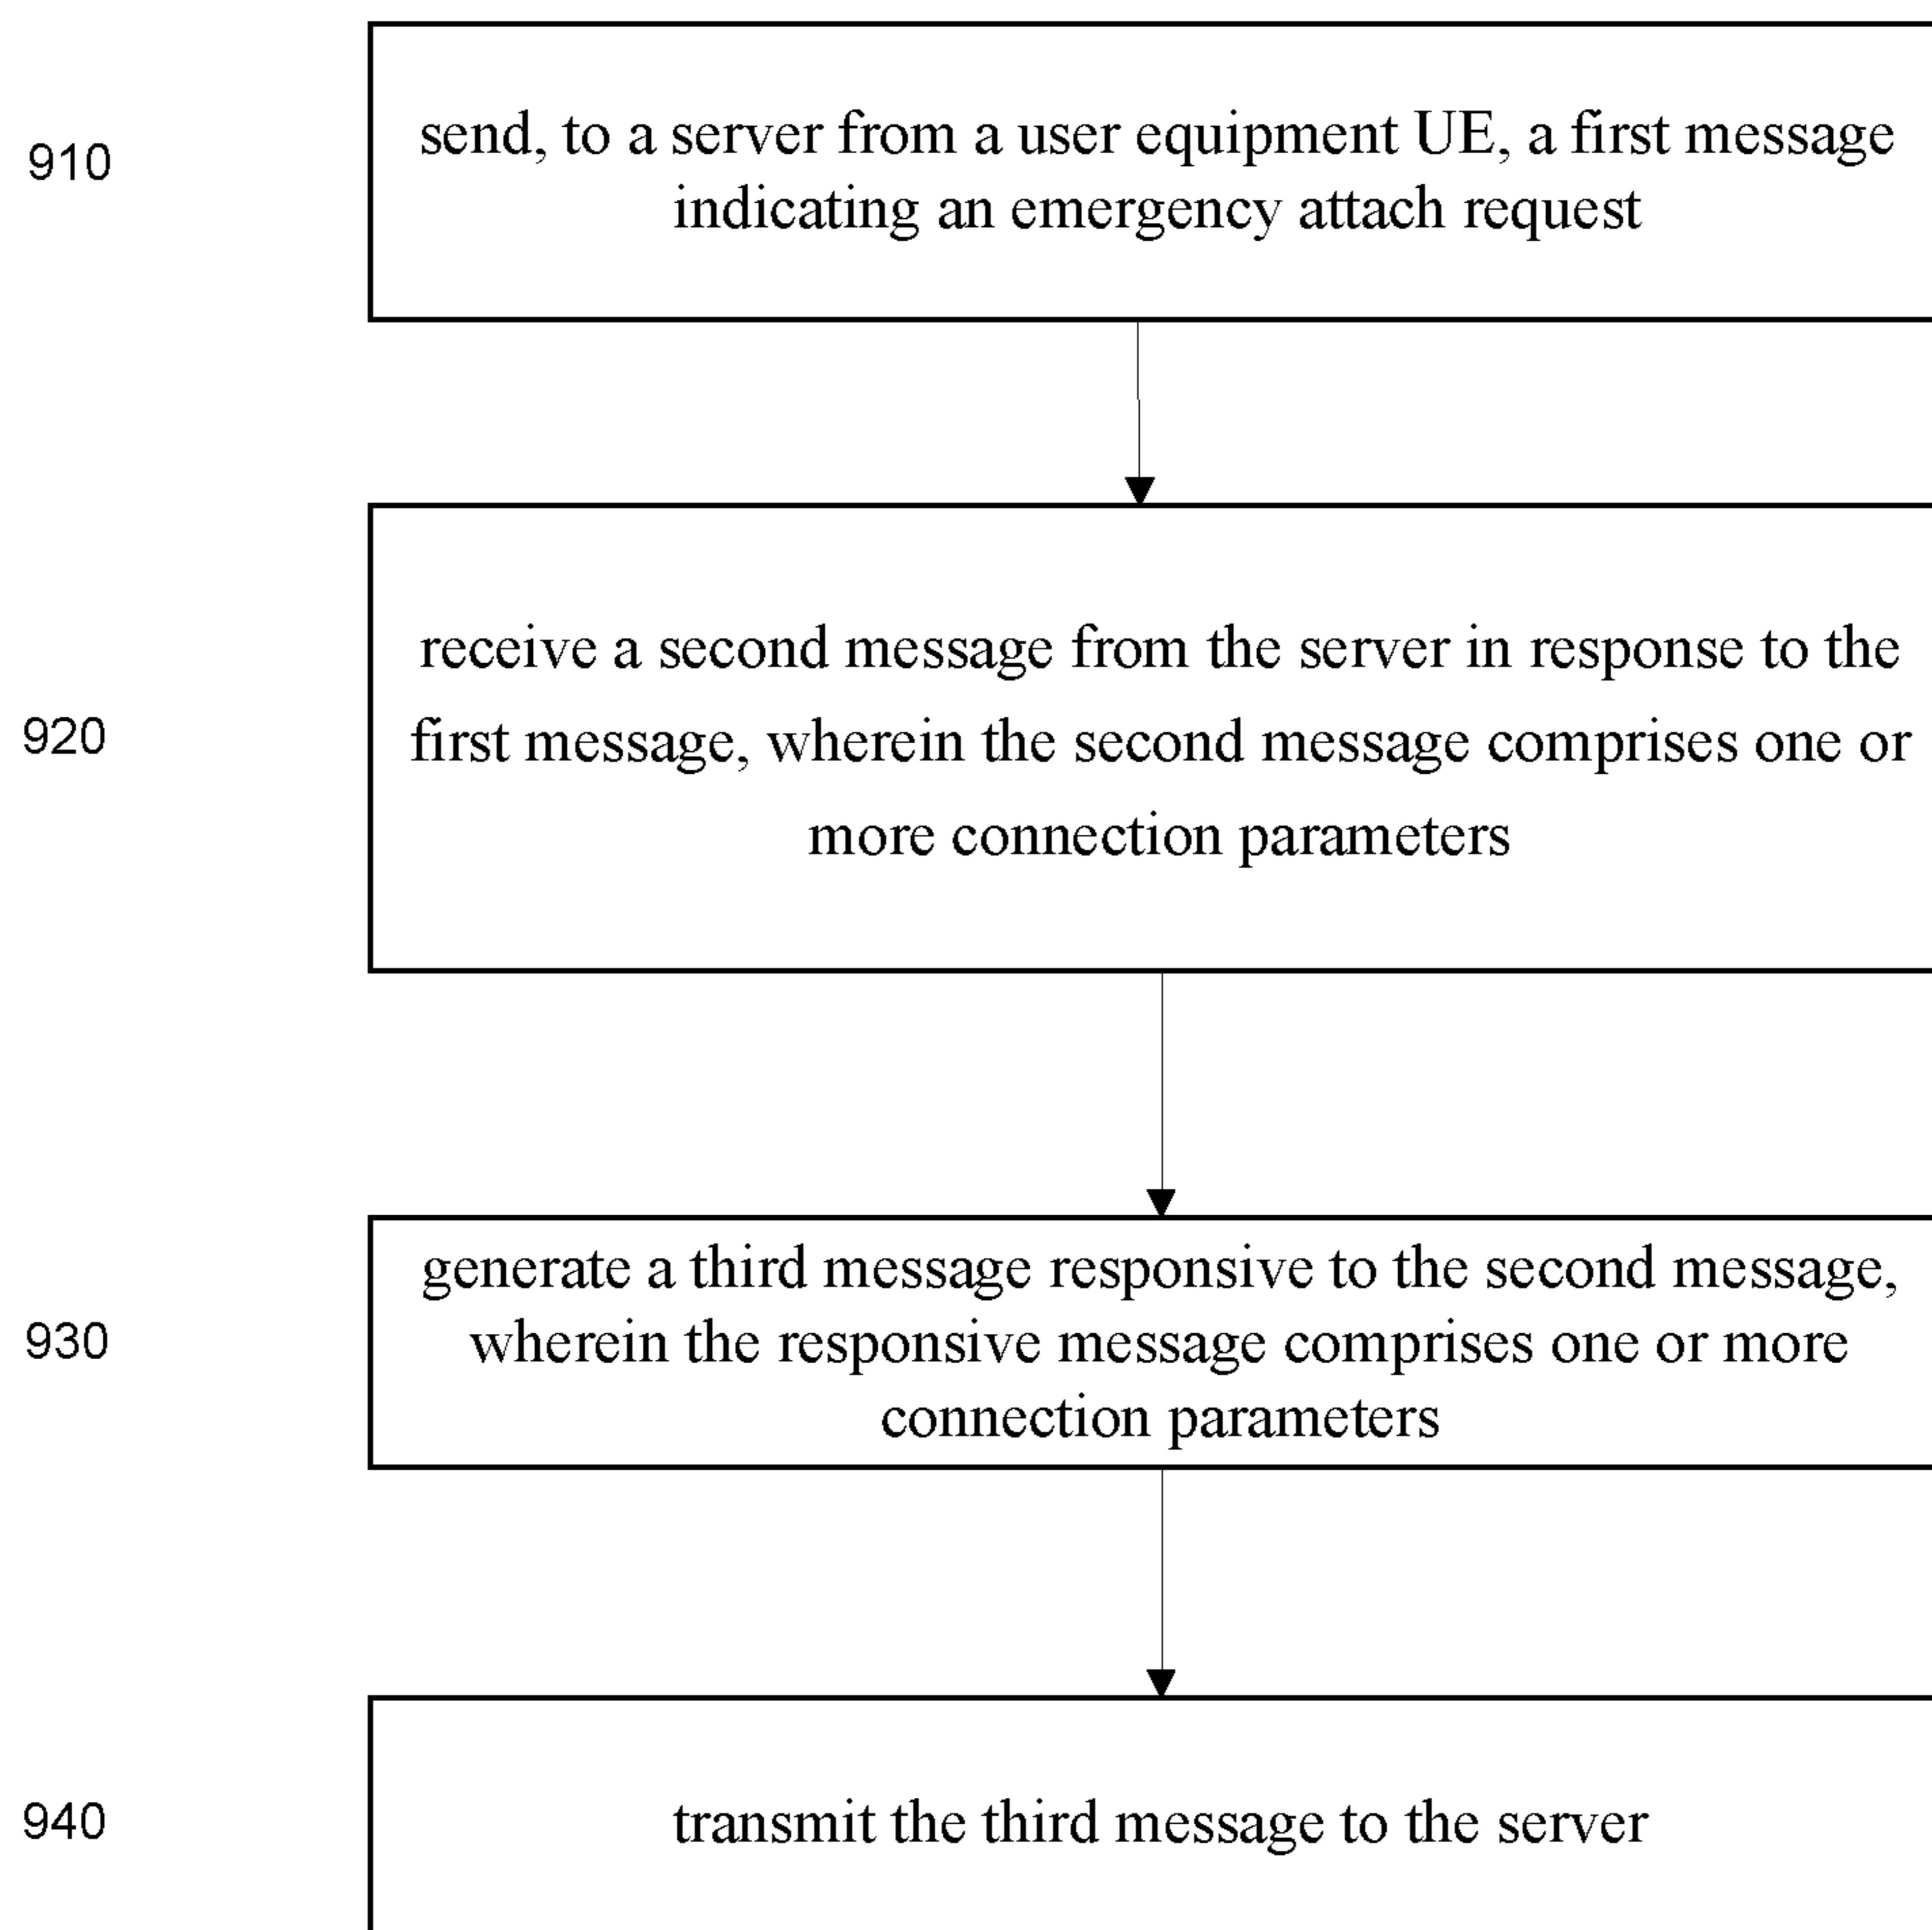 910
send, to a server from a user equipment UE, a first message
indicating an emergency attach request
920
receive a second message from the server in response to the
first message, wherein the second message comprises one or
more connection parameters
930
generate a third message responsive to the second message,
wherein the responsive message comprises one or more
connection parameters
940
transmit the third message to the server